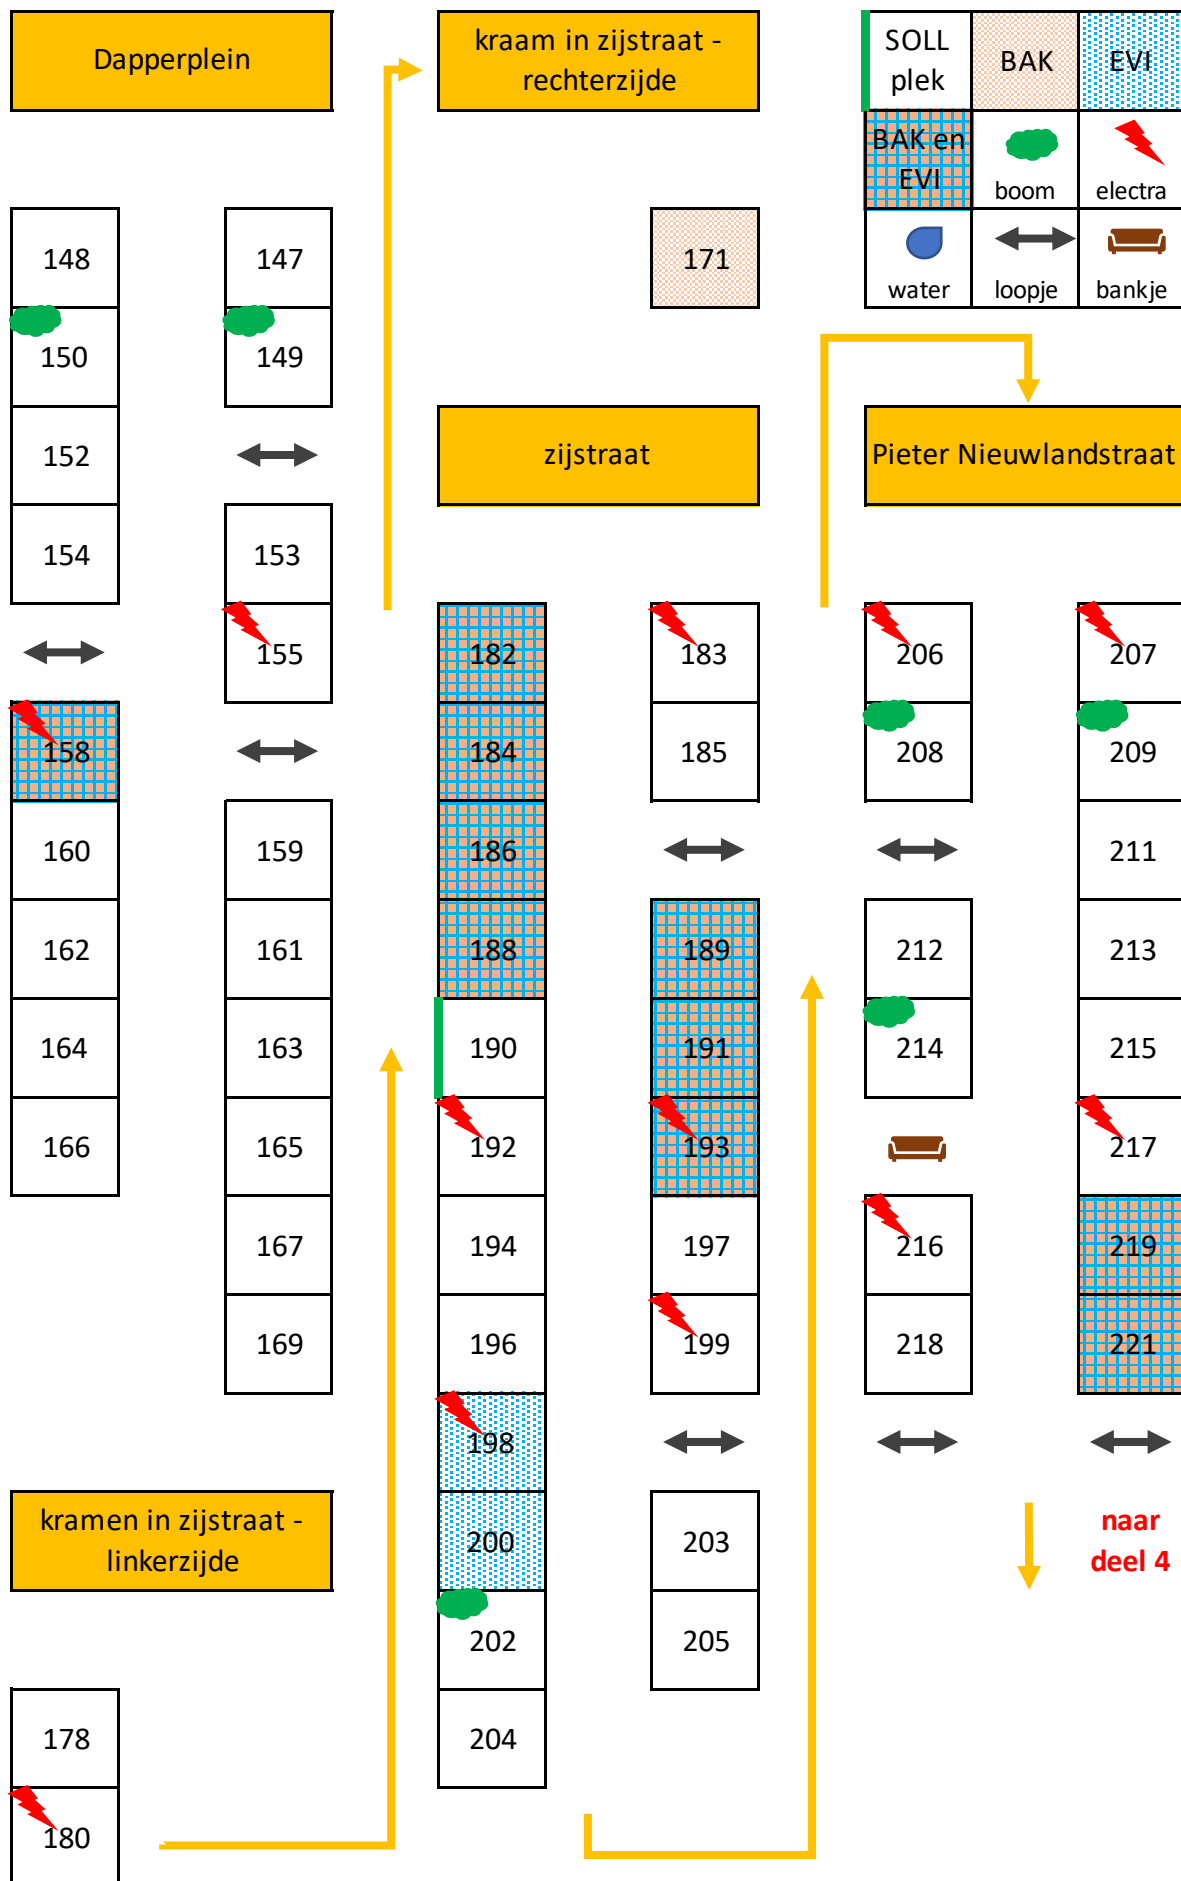 Dapperplein
148
147
150
149
152
154
153
155
158
160
159
162
161
164
163
166
165
167
169
kramen in zijstraat -
linkerzijde
178
180
kraam in zijstraat -
rechterzijde
171
zijstraat
182
183
184
185
186
188
189
190
191
192
193
194
197
196
199
198
200
203
202
205
204
SOLL
plek
BAK
EVI
BAK en
EVI
boom
electra
water
loopje
bankje
Pieter Nieuwlandstraat
206
207
208
209
211
212
213
214
215
217
216
219
218
221
naar
deel 4